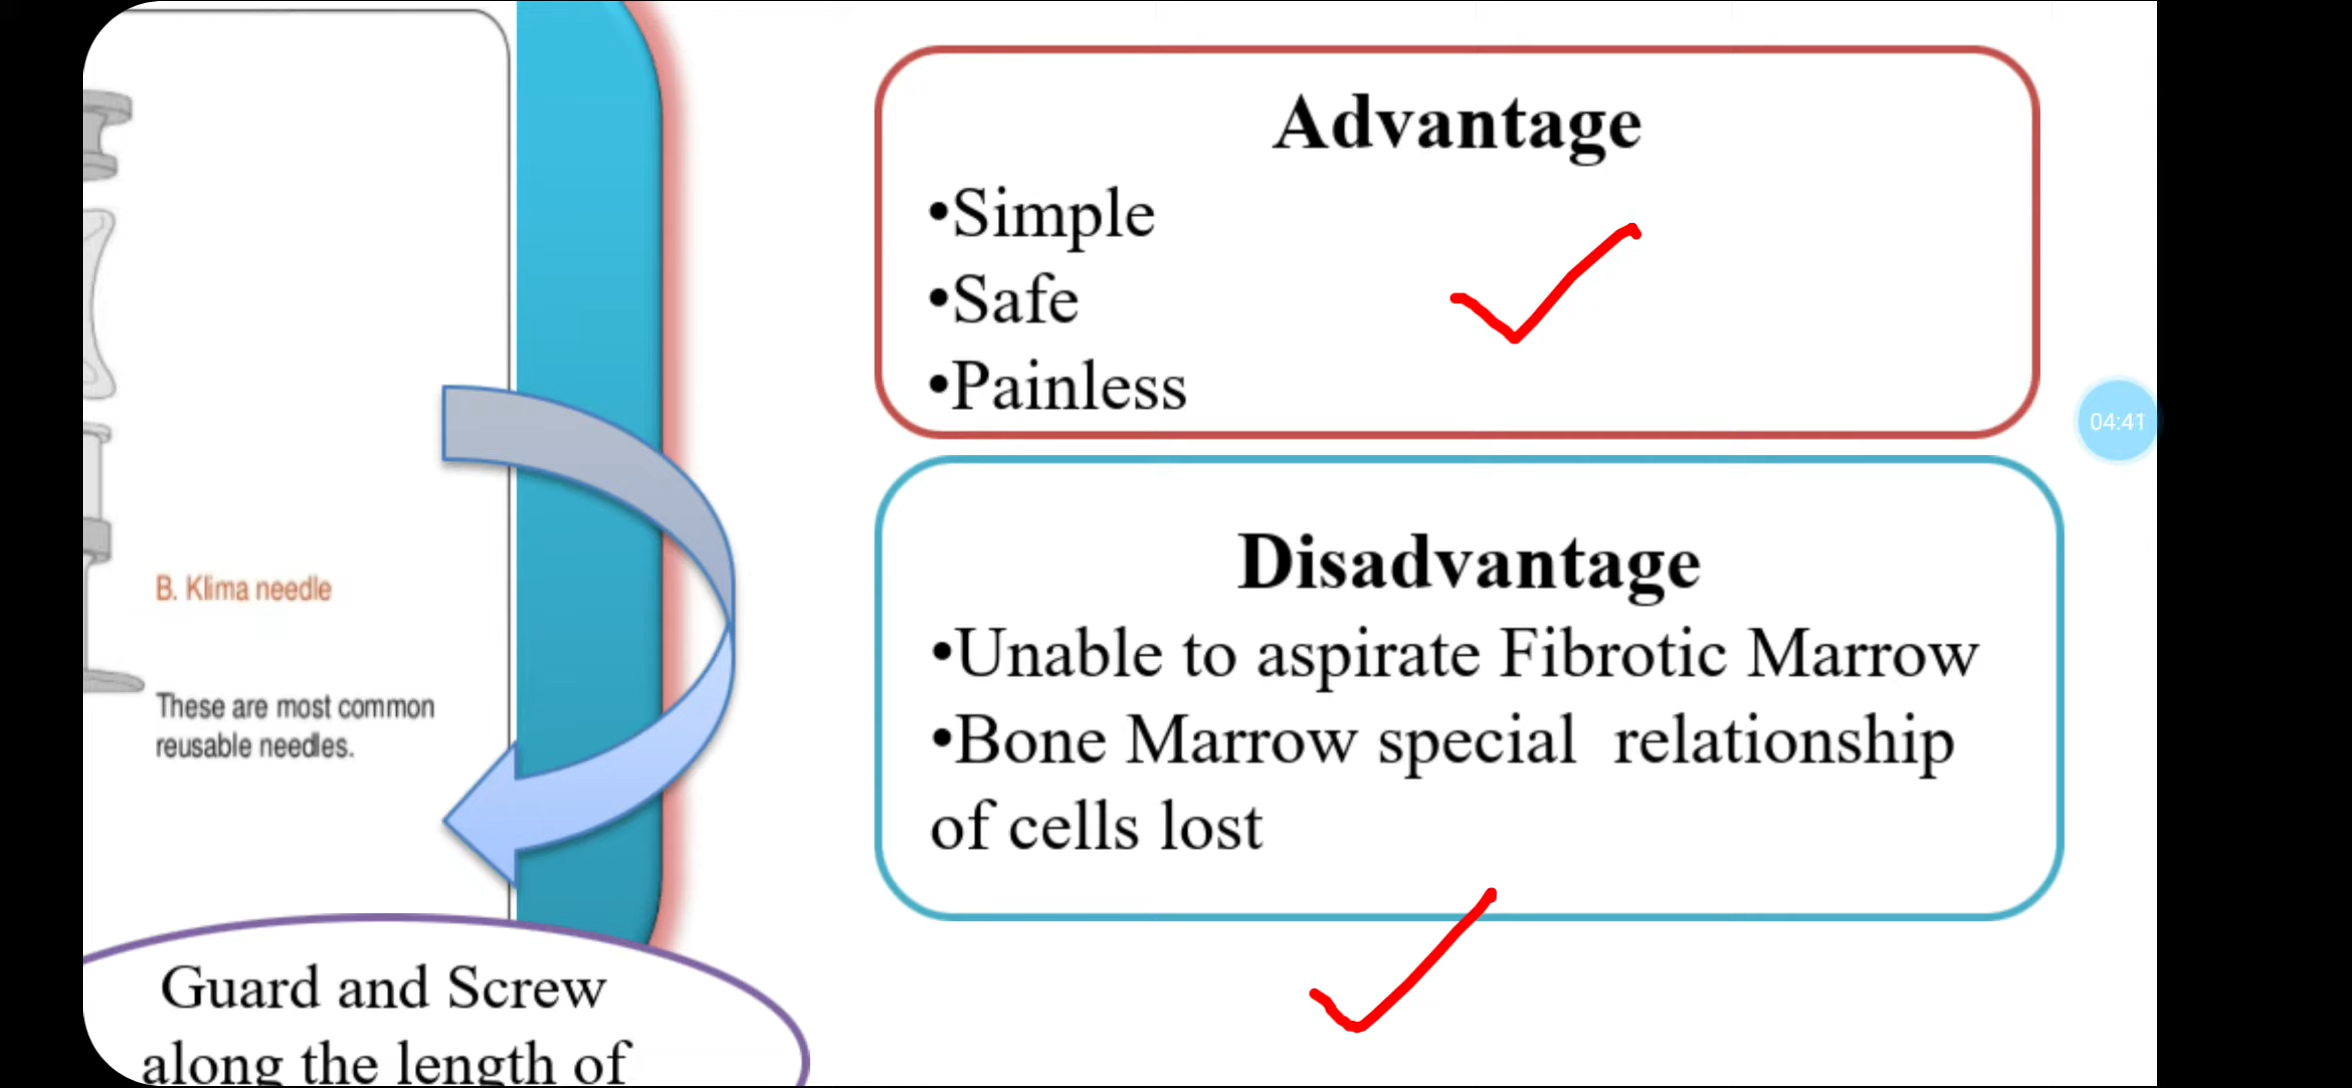 Advantage
•Simple
•Safe
•Painless
04:41
Disadvantage
•Unable to aspirate Fibrotic Marrow
•Bone Marrow special relationship
of cells lost
B. Klima needle
These are most common
reusable needles.
Guard and Screw
along the length of